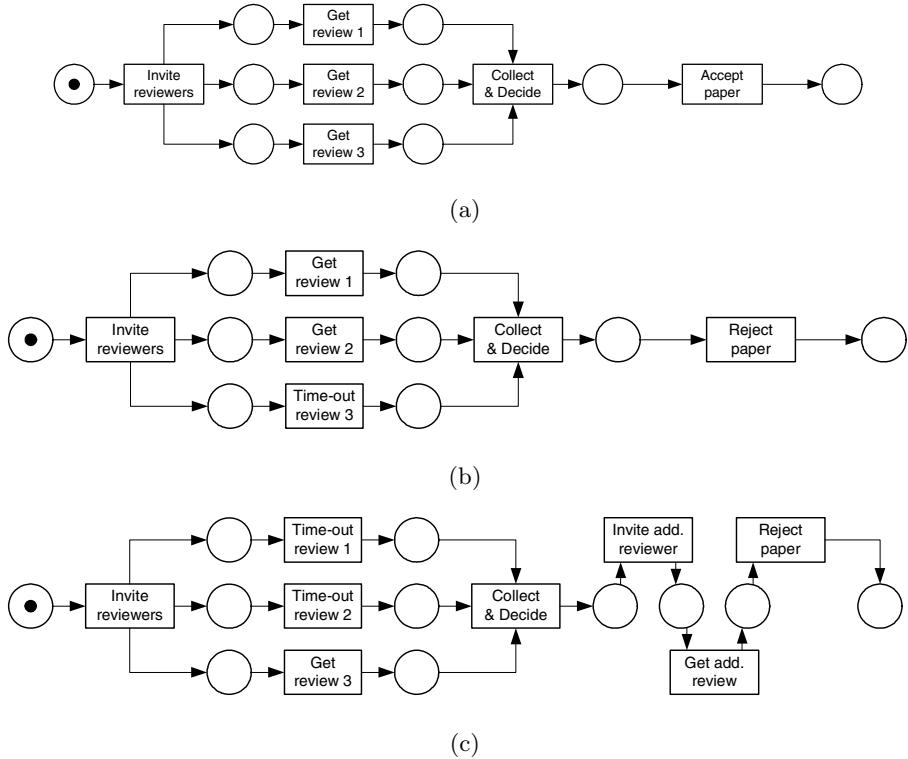 Get
review 1
Invite
reviewers
Get
review 2
Collect
& Decide
Accept
paper
Get
review 3
(a)
Get
review 1
Invite
reviewers
Get
review 2
Collect
& Decide
Reject
paper
Time-out
review 3
(b)
Time-out
review 1
Invite add.
reviewer
Reject
paper
Invite
reviewers
Time-out
review 2
Collect
& Decide
Get
review 3
Get add.
review
(c)